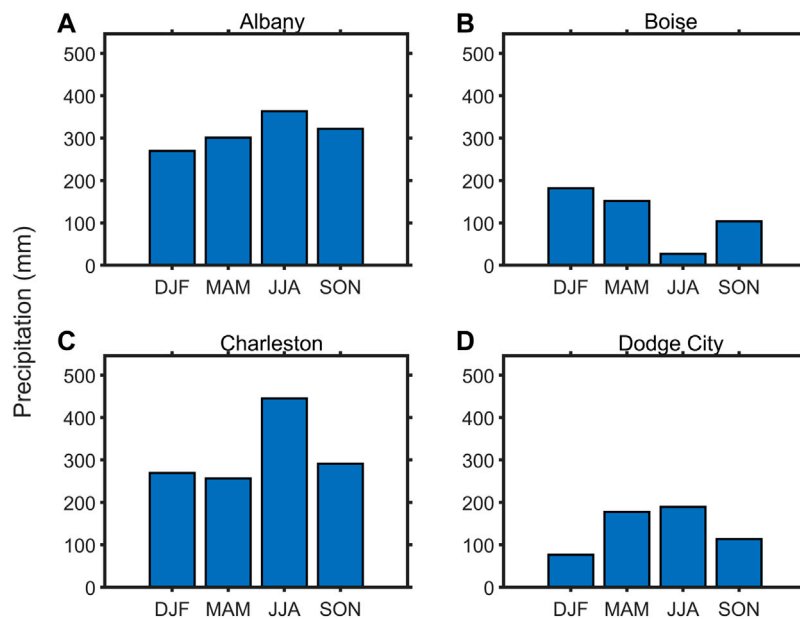 A
Albany
500
400
300
200
100
0
DJF MAM JJA SON
B
Boise
500
400
300
200
100
0
DJF MAM JJA SON
Precipitation (mm)
C
Charleston
500
400
300
200
100
0
DJF MAM JJA SON
D
Dodge City
500
400
300
200
100
0
DJF MAM JJA SON